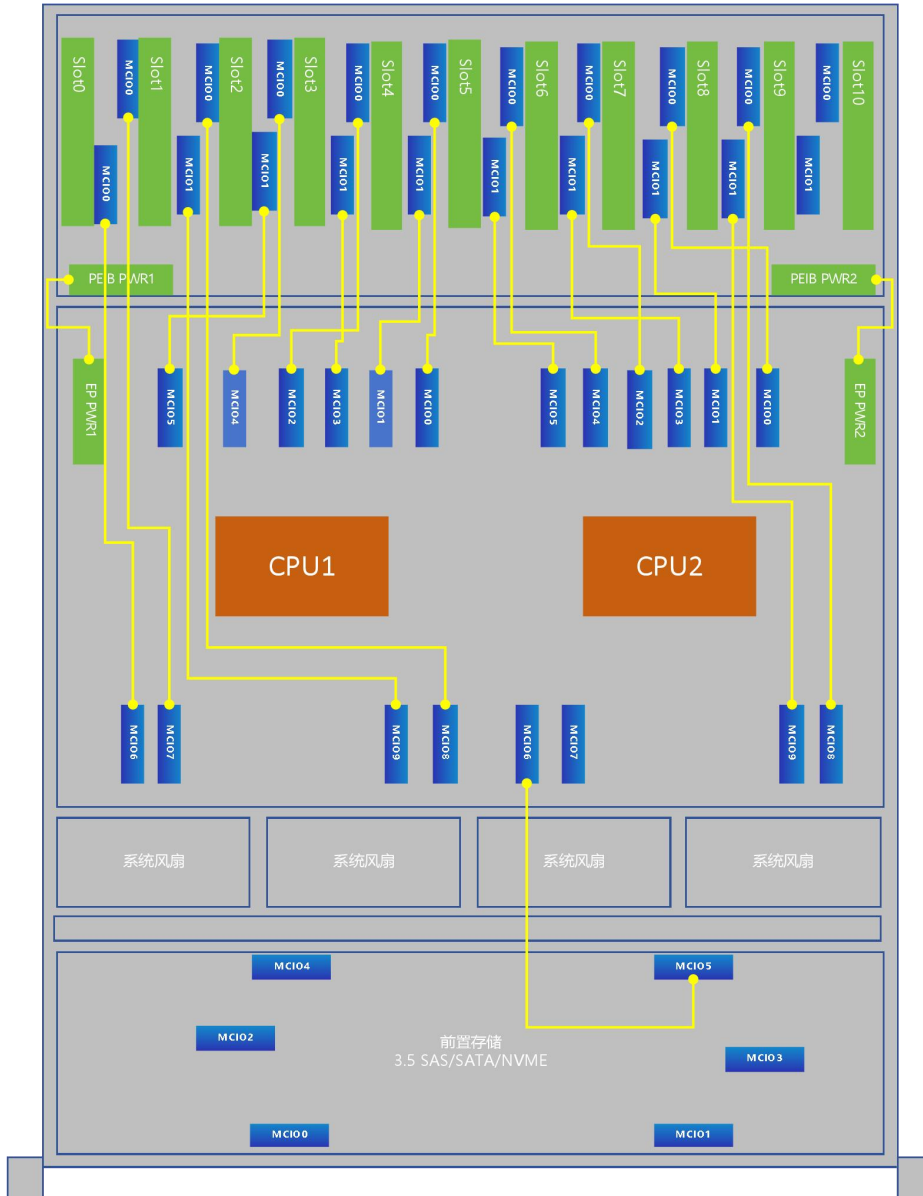 Slot0
MCIO0
MCIO0
Slot1
MCIO1
MCIO0
Slot2
MCIO1
MCIO0
Slot3
MCIO1
MCIO0
Slot4
MCIO1
MCIO0
Slot5
MCIO1
MCIO0
Slot6
MCIO1
MCIO0
Slot7
MCIO1
MCIO0
Slot8
MCIO1
MCIO0
Slot9
MCIO1
MCIO0
Slot10
PEIB PWR1
PEIB PWR2
EP PWR1
MCIO5
MCIO4
MCIO2
MCIO3
MCIO1
MCIO0
MCIO5
MCIO4
MCIO2
MCIO3
MCIO1
MCIO0
EP PWR2
CPU1
CPU2
MCIO6
MCIO7
MCIO9
MCIO8
MCIO6
MCIO7
MCIO9
MCIO8
系统风扇
系统风扇
系统风扇
系统风扇
MCIO4
MCIO5
MCIO2
前置存储
3.5 SAS/SATA/NVME
MCIO3
MCIO0
MCIO1